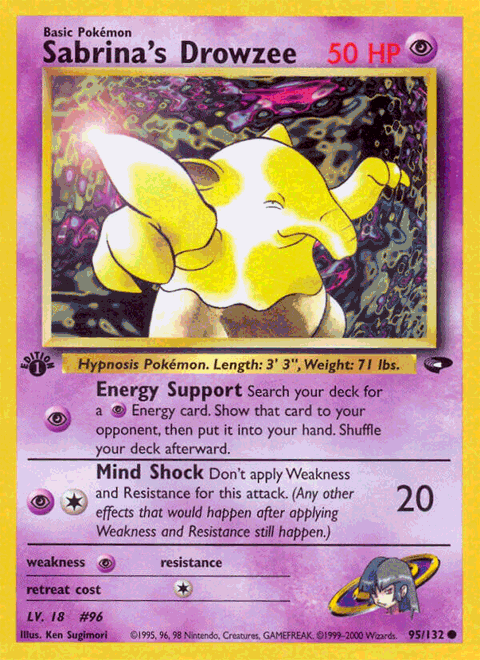 Basic Pokémon
Sabrina's Drowzee 50 HP
EDITION
1
Hypnosis Pokémon. Length: 3' 3", Weight: 71 lbs.
Energy Support Search your deck for
a Energy card. Show that card to your
opponent, then put it into your hand. Shuffle
your deck afterward.
Mind Shock Don't apply Weakness
and Resistance for this attack. (Any other
effects that would happen after applying
Weakness and Resistance still happen.)
20
weakness resistance
retreat cost
LV. 18 #96
Illus. Ken Sugimori ©1995, 96, 98 Nintendo, Creatures, GAMEFREAK. ©1999-2000 Wizards. 95/132